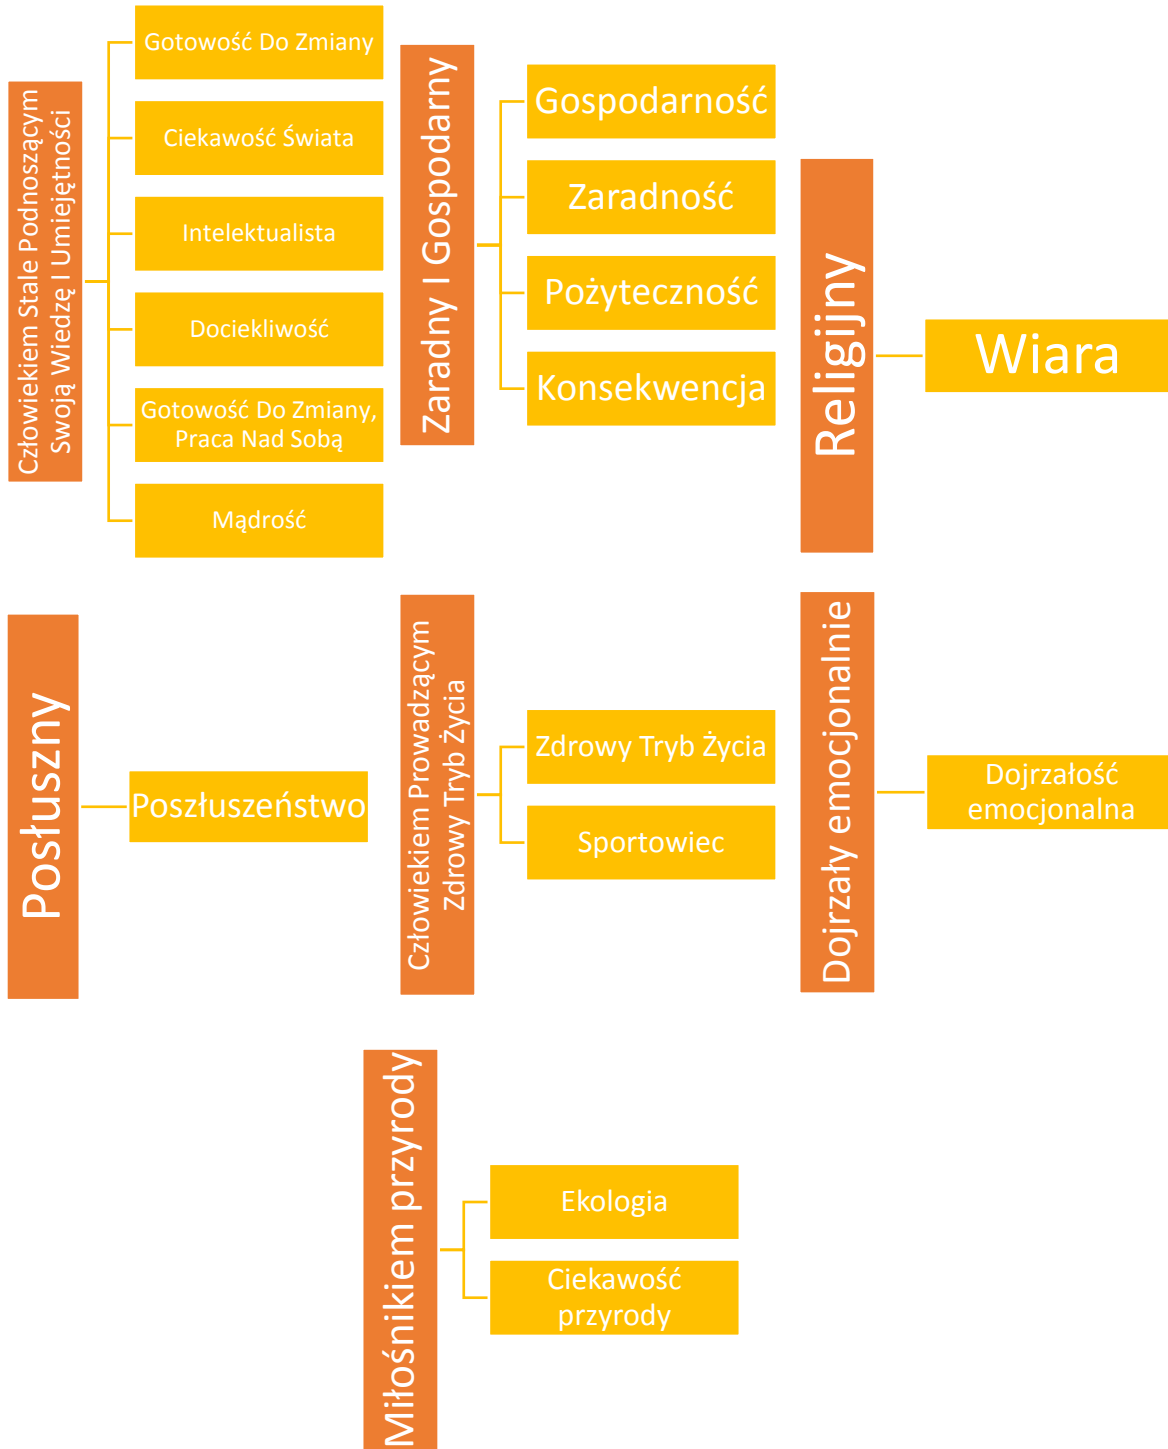 Człowiekiem Stale Podnoszącym
Swoją Wiedzę I Umiejętności
Gotowość Do Zmiany
Ciekawość Świata
Intelektualista
Dociekliwość
Gotowość Do Zmiany,
Praca Nad Sobą
Mądrość
Zaradny I Gospodarny
Gospodarność
Zaradność
Pożyteczność
Konsekwencja
Religijny
Wiara
Posłuszny
Poszłuszeństwo
Człowiekiem Prowadzącym
Zdrowy Tryb Życia
Zdrowy Tryb Życia
Sportowiec
Dojrzały emocjonalnie
Dojrzałość
emocjonalna
Miłośnikiem przyrody
Ekologia
Ciekawość
przyrody